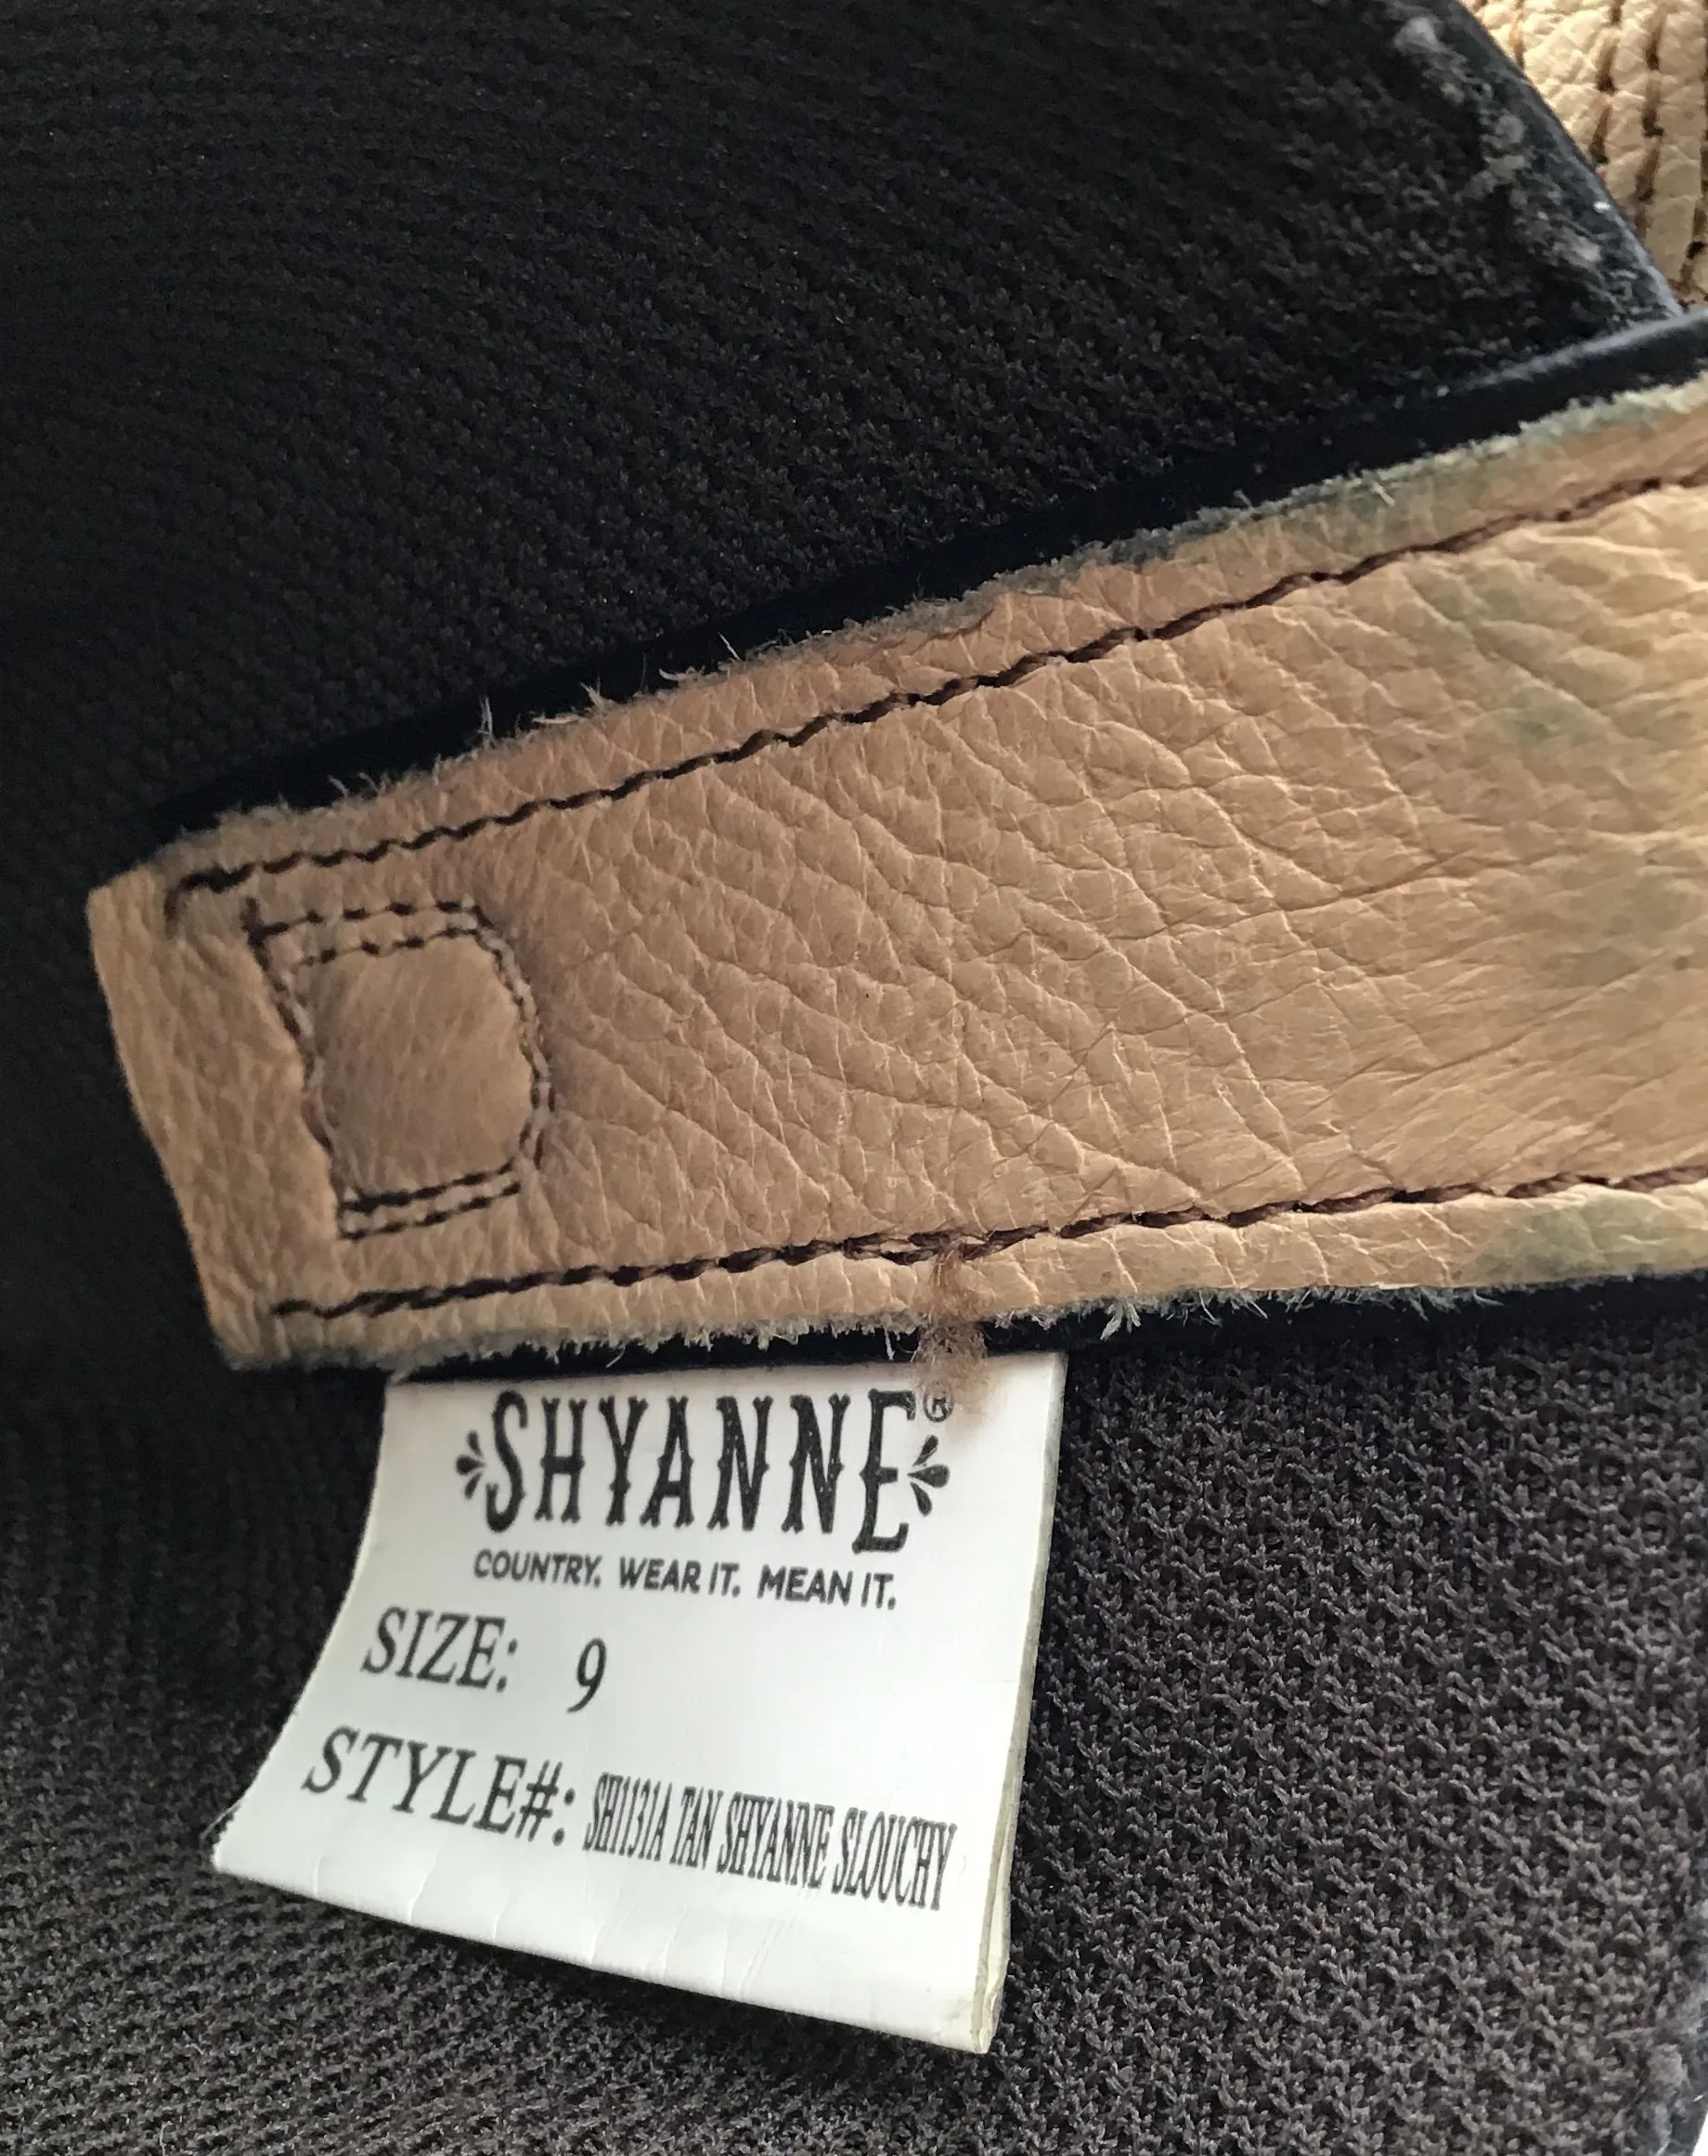 SHYANNE®
COUNTRY. WEAR IT. MEAN IT.
SIZE: 9
STYLE#: SH1131A TAN SHYANNE SLOUCHY